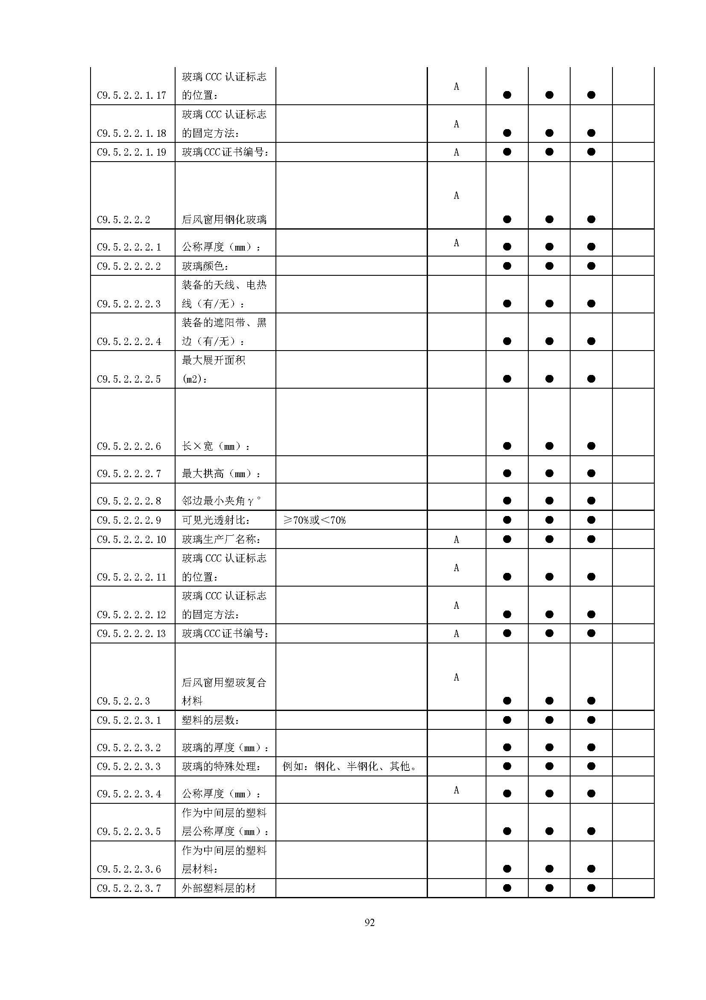 玻璃 CCC 认证标志
A
C9.5.2.2.1.17 的位置： ● ● ●
玻璃 CCC 认证标志
A
C9.5.2.2.1.18 的固定方法： ● ● ●
C9.5.2.2.1.19 玻璃CCC证书编号： A ● ● ●
A
C9.5.2.2.2 后风窗用钢化玻璃 ● ● ●
C9.5.2.2.2.1 公称厚度（mm）： A ● ● ●
C9.5.2.2.2.2 玻璃颜色： ● ● ●
装备的天线、电热
C9.5.2.2.2.3 线（有/无）： ● ● ●
装备的遮阳带、黑
C9.5.2.2.2.4 边（有/无）： ● ● ●
最大展开面积
C9.5.2.2.2.5 (m2)： ● ● ●
C9.5.2.2.2.6 长×宽（mm）： ● ● ●
C9.5.2.2.2.7 最大拱高（mm）： ● ● ●
C9.5.2.2.2.8 邻边最小夹角γ° ● ● ●
C9.5.2.2.2.9 可见光透射比： ≥70%或＜70% ● ● ●
C9.5.2.2.2.10 玻璃生产厂名称： A ● ● ●
玻璃 CCC 认证标志
A
C9.5.2.2.2.11 的位置： ● ● ●
玻璃 CCC 认证标志
A
C9.5.2.2.2.12 的固定方法： ● ● ●
C9.5.2.2.2.13 玻璃CCC证书编号： A ● ● ●
A
后风窗用塑玻复合
C9.5.2.2.3 材料 ● ● ●
C9.5.2.2.3.1 塑料的层数： ● ● ●
C9.5.2.2.3.2 玻璃的厚度（mm）： ● ● ●
C9.5.2.2.3.3 玻璃的特殊处理： 例如：钢化、半钢化、其他。 ● ● ●
C9.5.2.2.3.4 公称厚度（mm）： A ● ● ●
作为中间层的塑料
C9.5.2.2.3.5 层公称厚度（mm）： ● ● ●
作为中间层的塑料
C9.5.2.2.3.6 层材料： ● ● ●
C9.5.2.2.3.7 外部塑料层的材 ● ● ●
92